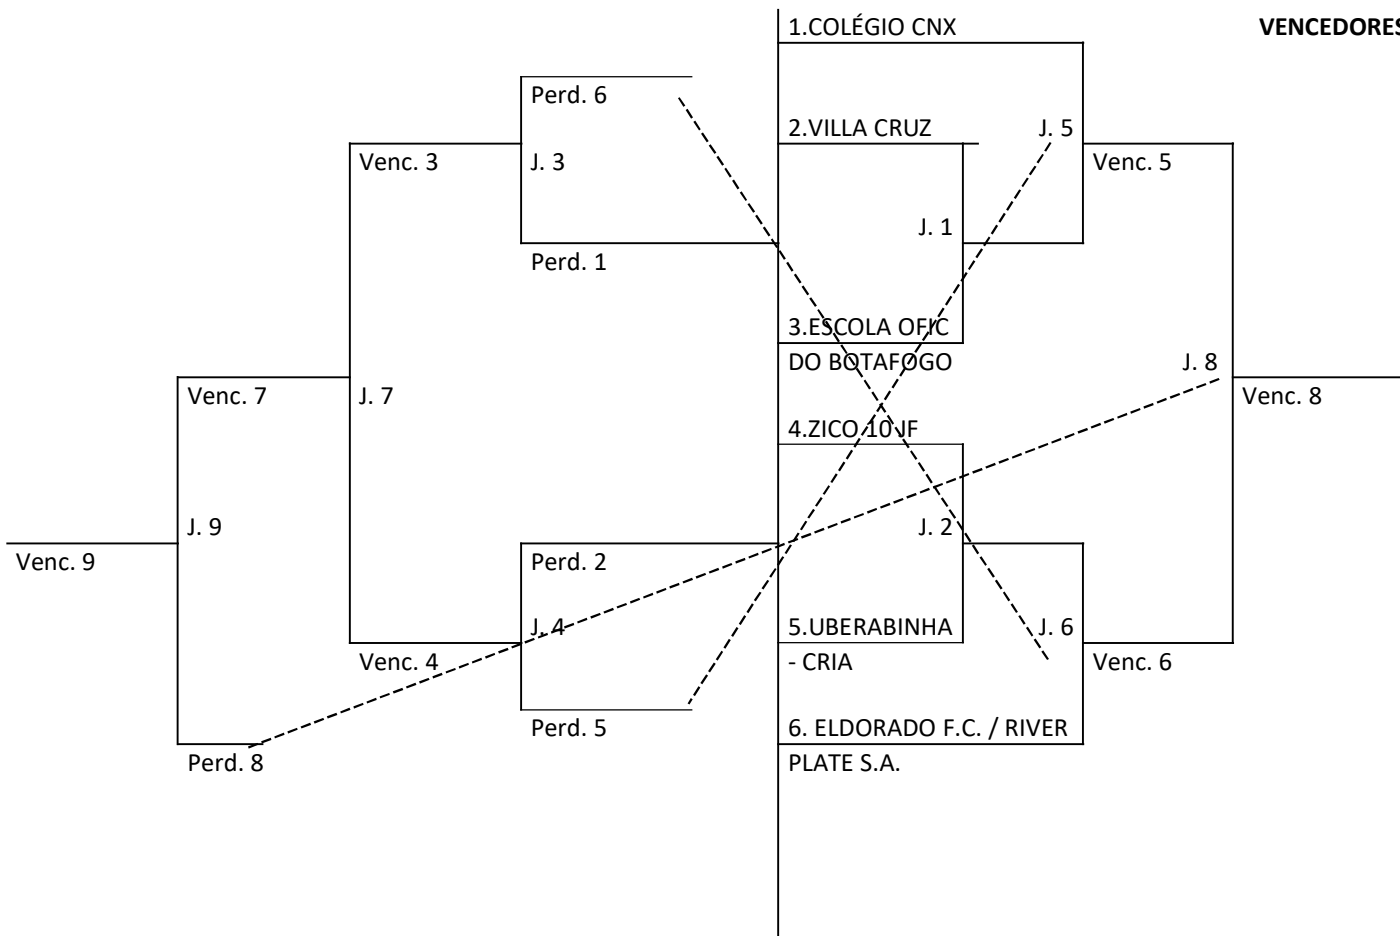 1.COLÉGIO CNX
VENCEDORES
Perd. 6
2.VILLA CRUZ
J. 5
Venc. 3
J. 3
Venc. 5
J. 1
Perd. 1
3.ESCOLA OFIC
DO BOTAFOGO
J. 8
Venc. 7
J. 7
Venc. 8
4.ZICO 10 JF
J. 9
J. 2
Venc. 9
Perd. 2
J. 4
5.UBERABINHA
- CRIA
J. 6
Venc. 4
Venc. 6
Perd. 5
6. ELDORADO F.C. / RIVER
PLATE S.A.
Perd. 8